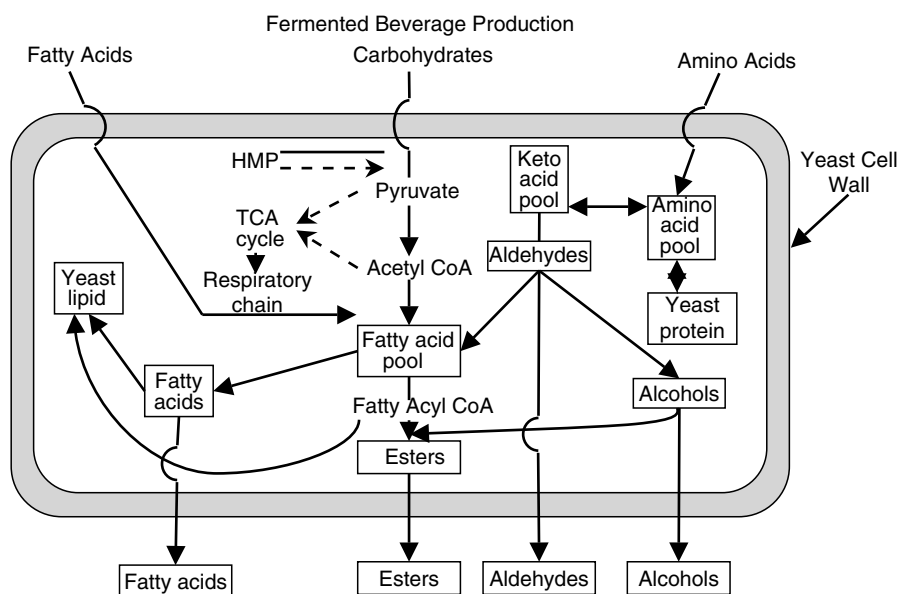 Fermented Beverage Production
Fatty Acids
Carbohydrates
Amino Acids
Yeast Cell
Wall
HMP
Pyruvate
TCA
cycle
Respiratory
chain
Acetyl CoA
Keto
acid
pool
Amino
acid
pool
Aldehydes
Yeast
protein
Yeast
lipid
Fatty acid
pool
Fatty
acids
Fatty Acyl CoA
Alcohols
Esters
Fatty acids
Esters
Aldehydes
Alcohols